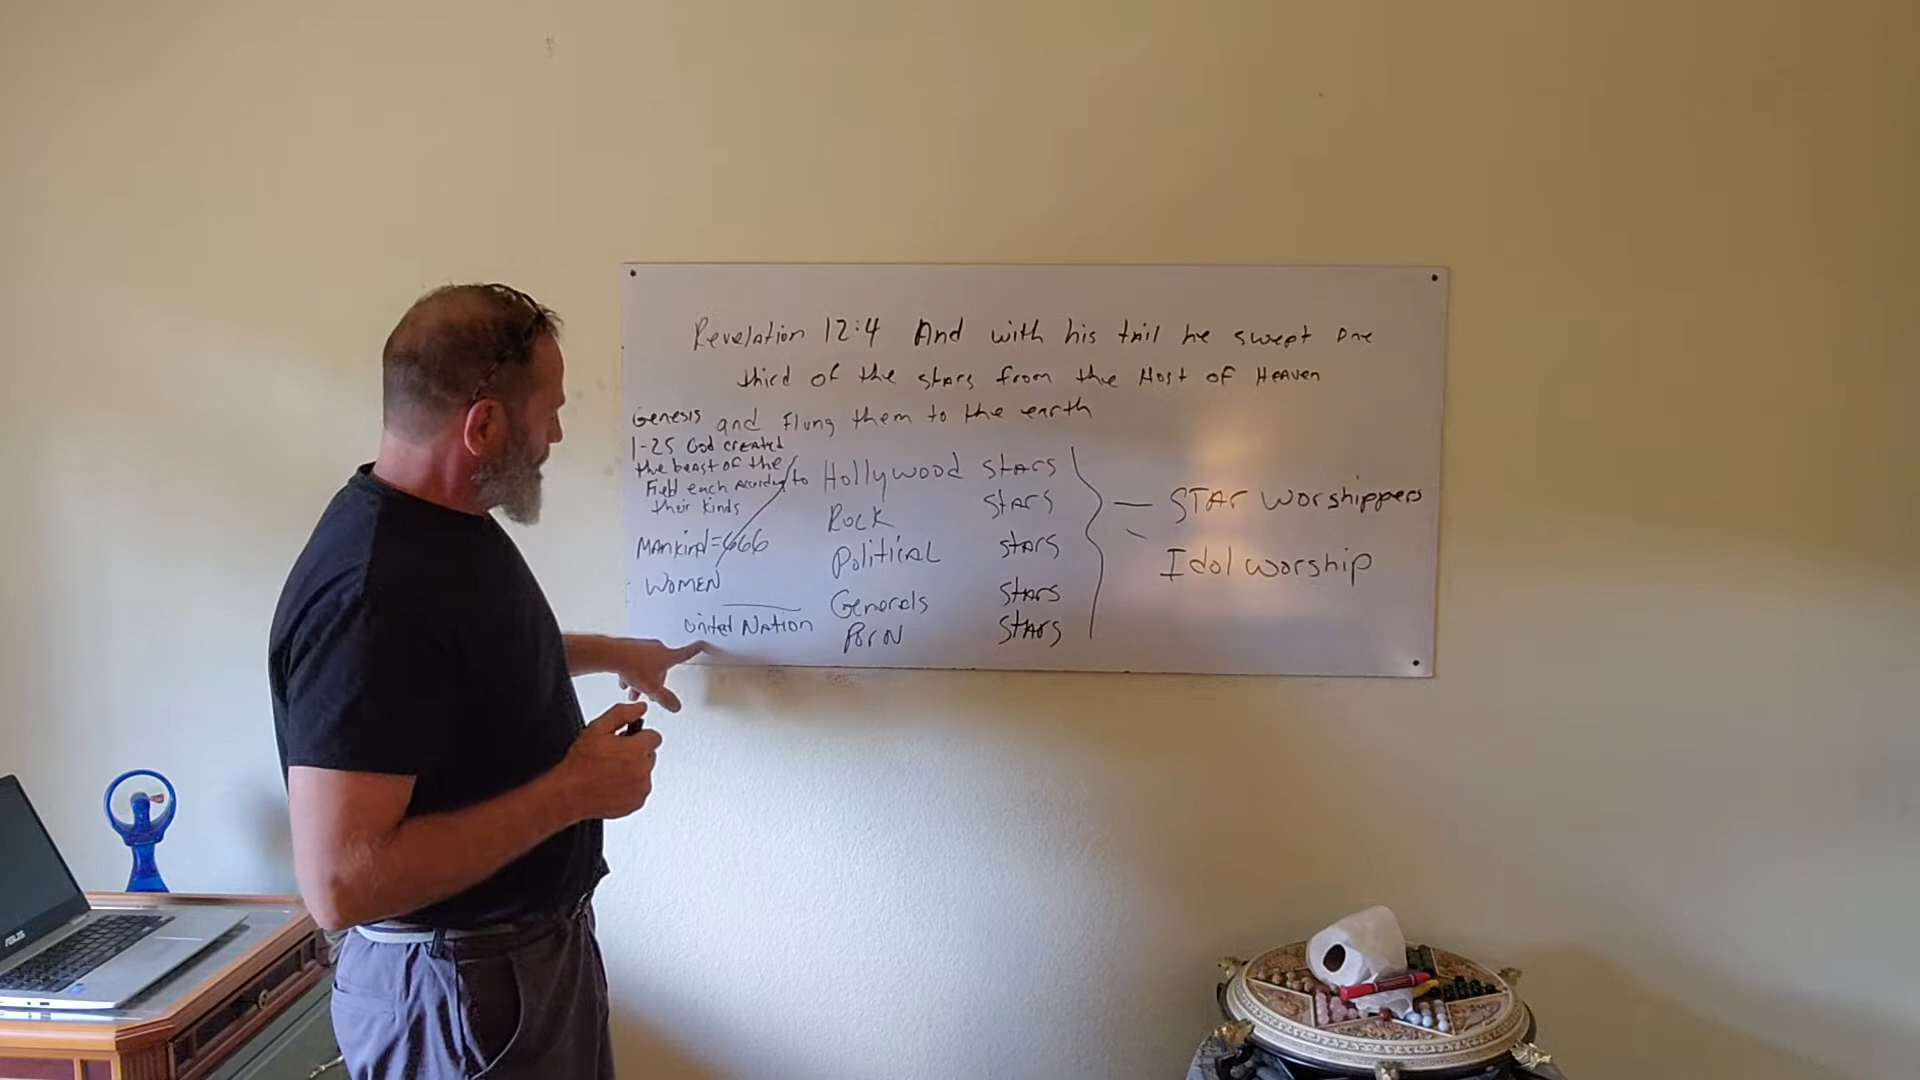 Revelation 12:4 And with his tail he swept one
third of the stars from the Host of Heaven
and Flung them to the earth
Genesis
1-25 God created
the beast of the
Field each according to
their kinds
Mankind=666
WOMEN
United Nation
Hollywood stars
Rock stars
Political stars
Generals stars
Porn stars
STAr worshippers
Idol worship
ASUS